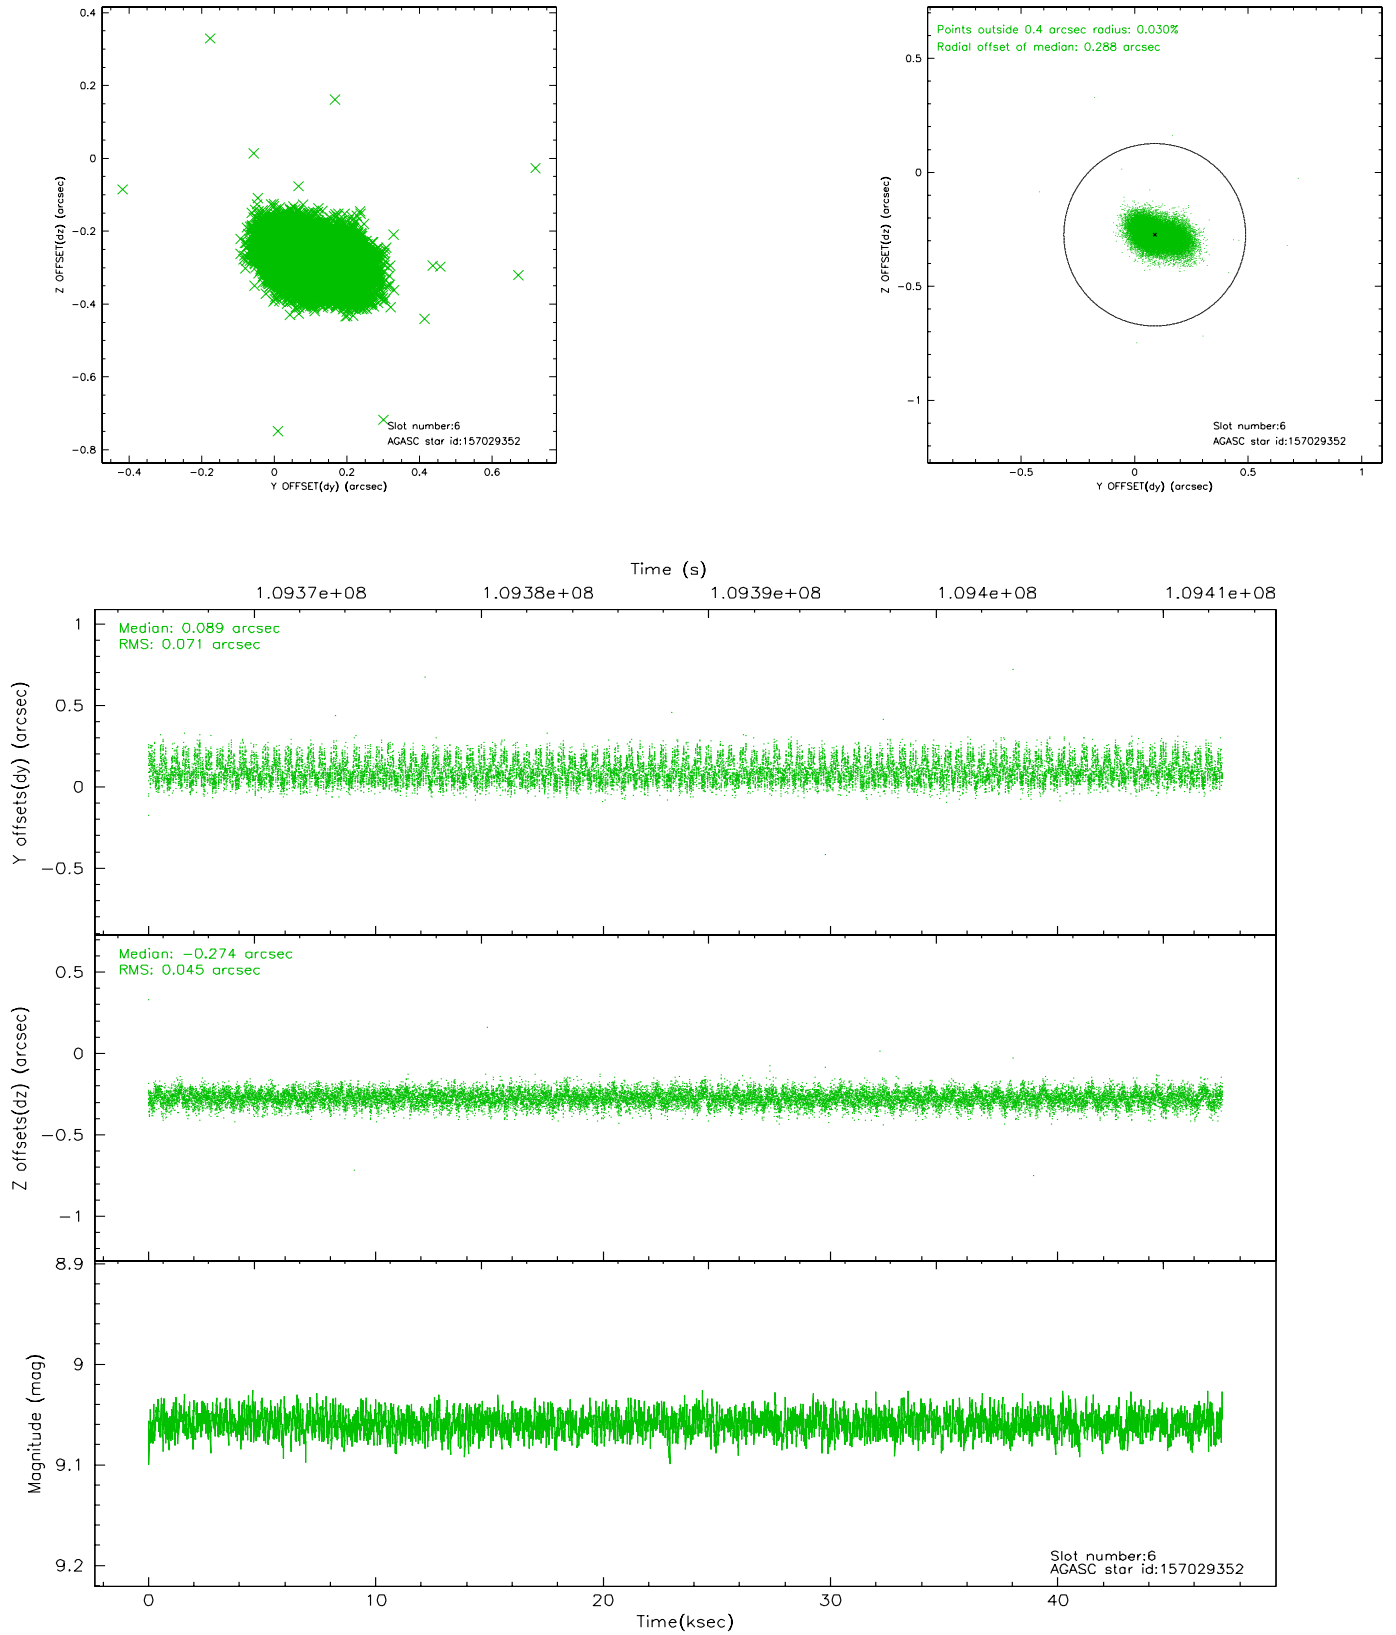 0.4
0.2
0
−0.2
−0.4
−0.6
−0.8
Z OFFSET(dz) (arcsec)
Slot number:6
AGASC star id:157029352
−0.4 −0.2 0 0.2 0.4 0.6
Y OFFSET(dy) (arcsec)
Points outside 0.4 arcsec radius: 0.030%
Radial offset of median: 0.288 arcsec
0.5
0
−0.5
−1
Z OFFSET(dz) (arcsec)
Slot number:6
AGASC star id:157029352
−0.5 0 0.5 1
Y OFFSET(dy) (arcsec)
Time (s)
1.0937e+08 1.0938e+08 1.0939e+08 1.094e+08 1.0941e+08
Median: 0.089 arcsec
RMS: 0.071 arcsec
1
0.5
0
−0.5
Y offsets(dy) (arcsec)
Median: −0.274 arcsec
RMS: 0.045 arcsec
0.5
0
−0.5
−1
Z offsets(dz) (arcsec)
8.9
9
9.1
9.2
Magnitude (mag)
Slot number:6
AGASC star id:157029352
0 10 20 30 40
Time(ksec)